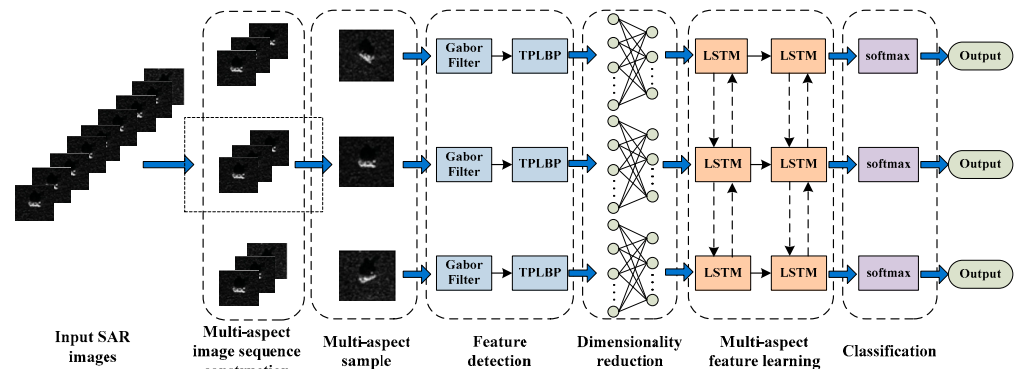 Gabor
Filter
TPLBP
LSTM
LSTM
softmax
Output
Gabor
Filter
TPLBP
LSTM
LSTM
softmax
Output
Gabor
Filter
TPLBP
LSTM
LSTM
softmax
Output
Input SAR
images
Multi-aspect
image sequence
Multi-aspect
sample
Feature
detection
Dimensionality
reduction
Multi-aspect
feature learning
Classification